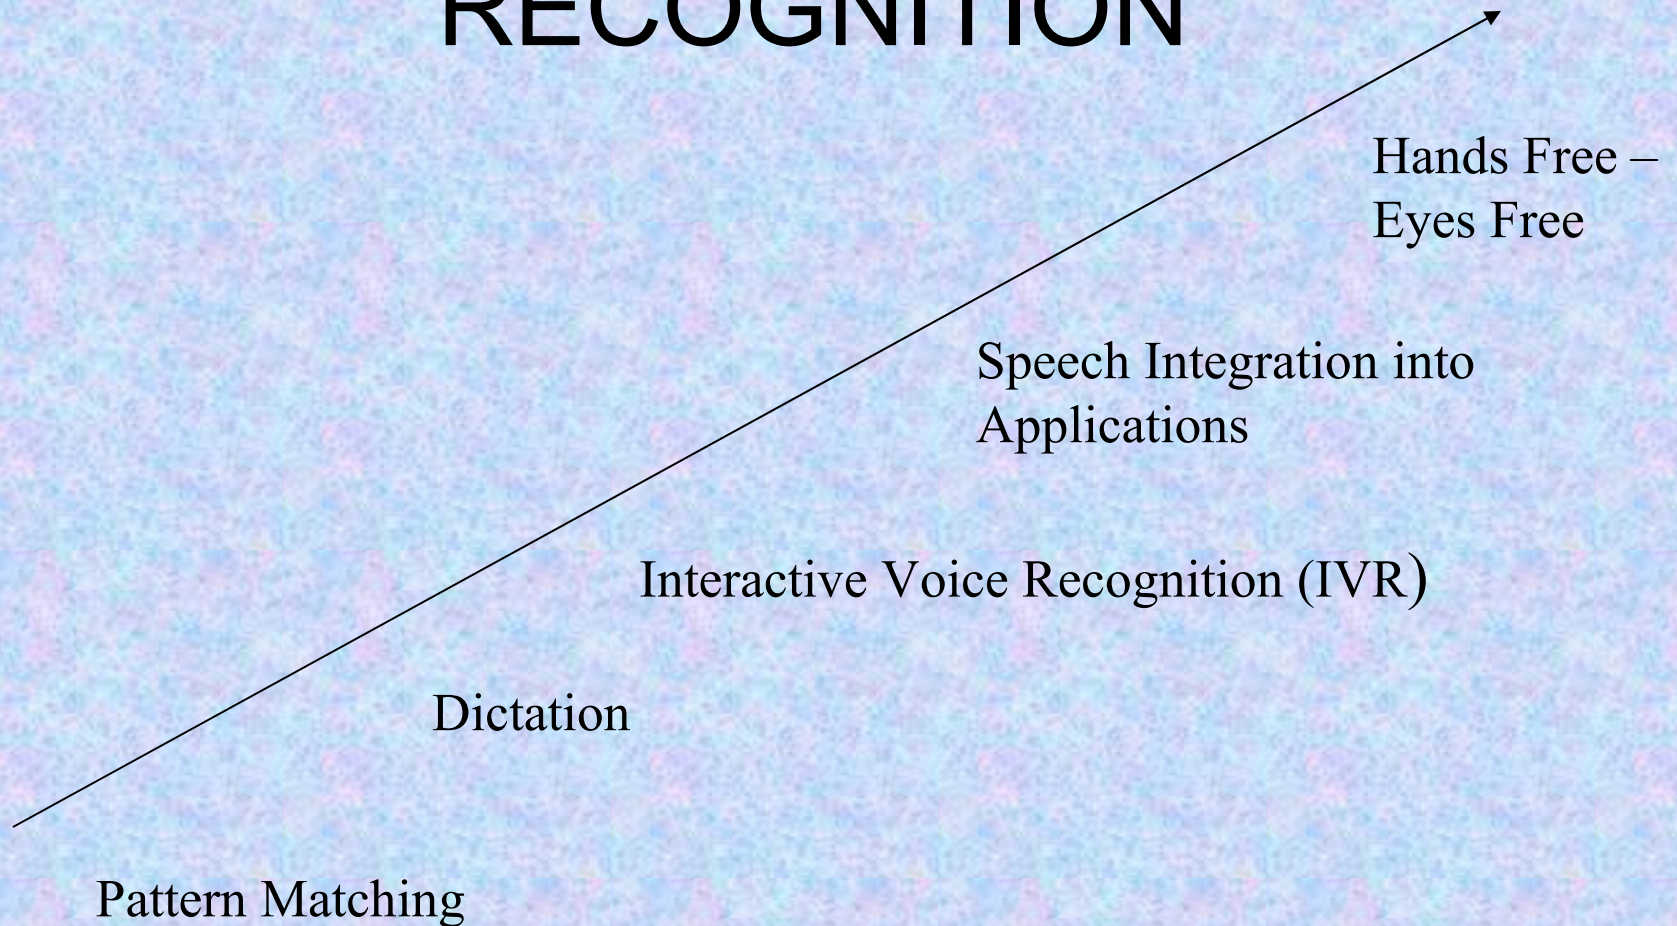 RECOGNITION
Hands Free –
Eyes Free
Speech Integration into
Applications
Interactive Voice Recognition (IVR)
Dictation
Pattern Matching